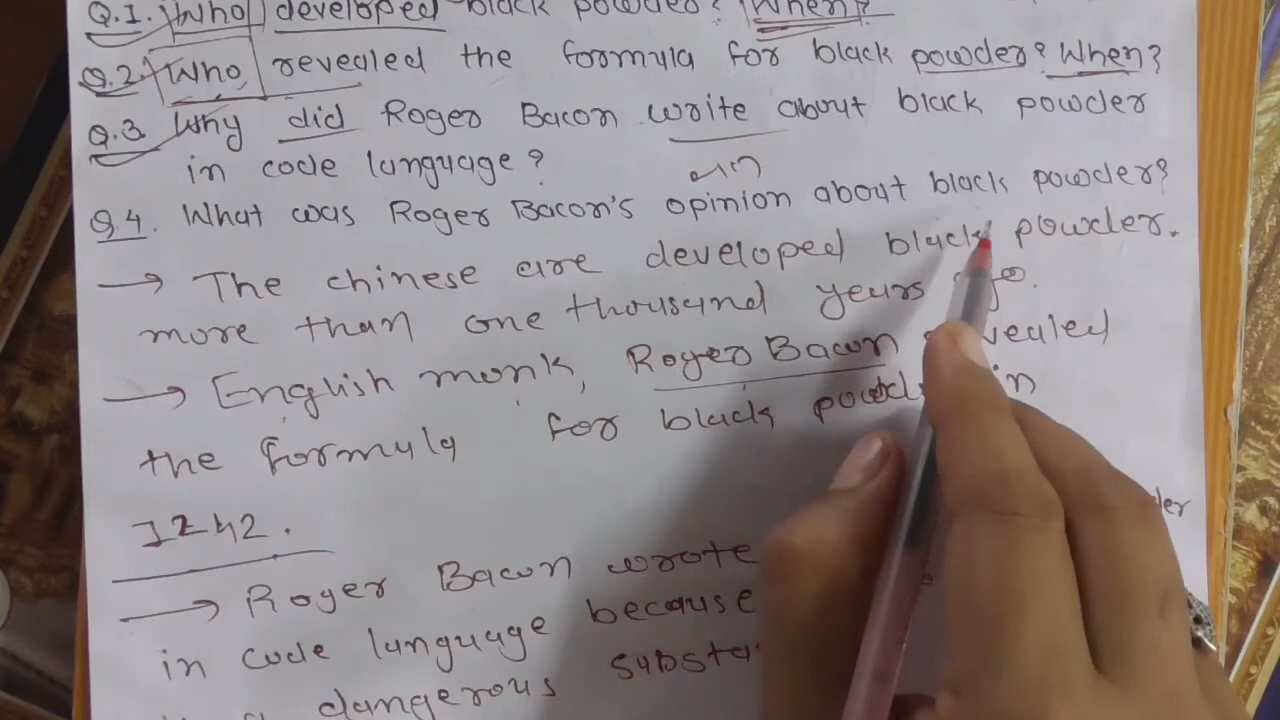 Q.1. Who developed black powder? When?
Q.2. Who revealed the formula for black powder? When?
Q.3 Why did Roger Bacon write about black powder
in code language?
Q.4. What was Roger Bacon's opinion about black powder?
→ The chinese are developed black powder.
more than one thousand years
→ English monk, Roger Bacon
the formula for black in
1242.
→ Roger Bacon wrote
in code language because
dangerous